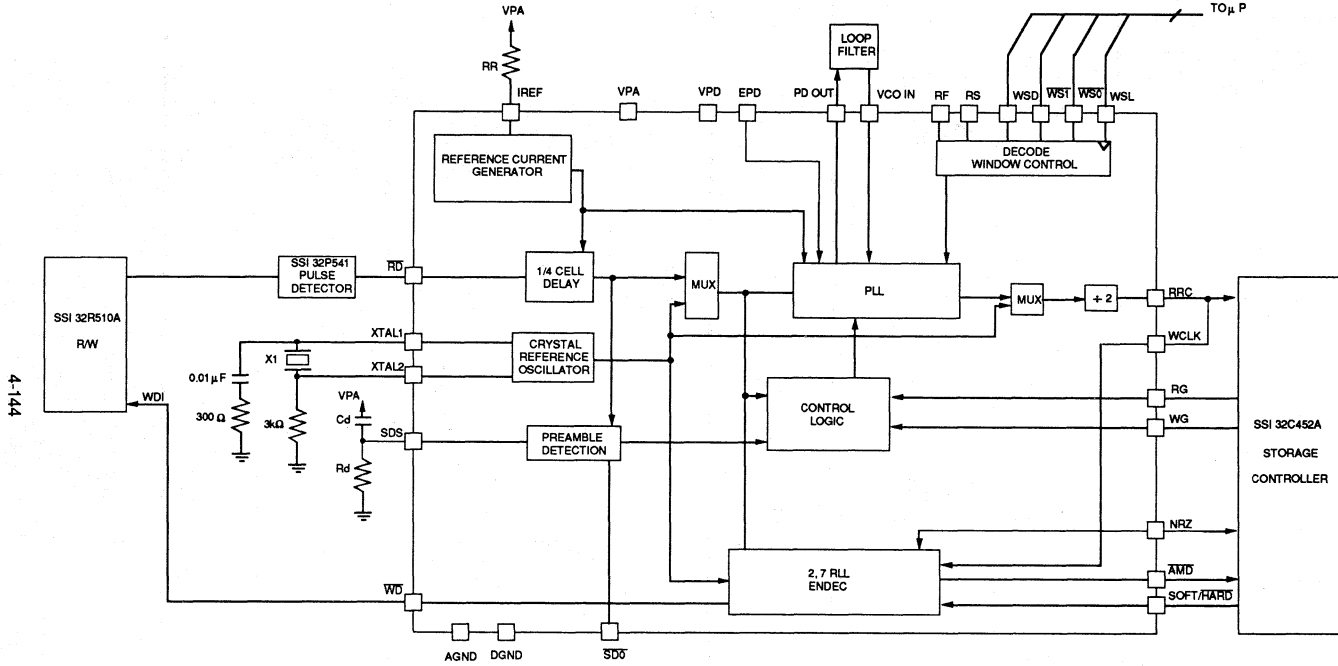 VPA
TO µ P
LOOP
FILTER
RR
IREF
VPA
VPD
EPD
PD OUT
VCO IN
RF
RS
WSD
WS1
WS0
WSL
DECODE
WINDOW CONTROL
REFERENCE CURRENT
GENERATOR
SSI 32P541
PULSE
DETECTOR
RD
1/4 CELL
DELAY
MUX
PLL
MUX
÷ 2
RRC
SSI 32R510A
R/W
XTAL1
X1
XTAL2
CRYSTAL
REFERENCE
OSCILLATOR
WCLK
0.01 µF
300 Ω
3kΩ
VPA
Cd
SDS
Rd
PREAMBLE
DETECTION
CONTROL
LOGIC
RG
WG
SSI 32C452A
STORAGE
CONTROLLER
WDI
4-144
NRZ
2, 7 RLL
ENDEC
AMD
SOFT/HARD
WD
AGND
DGND
SD0